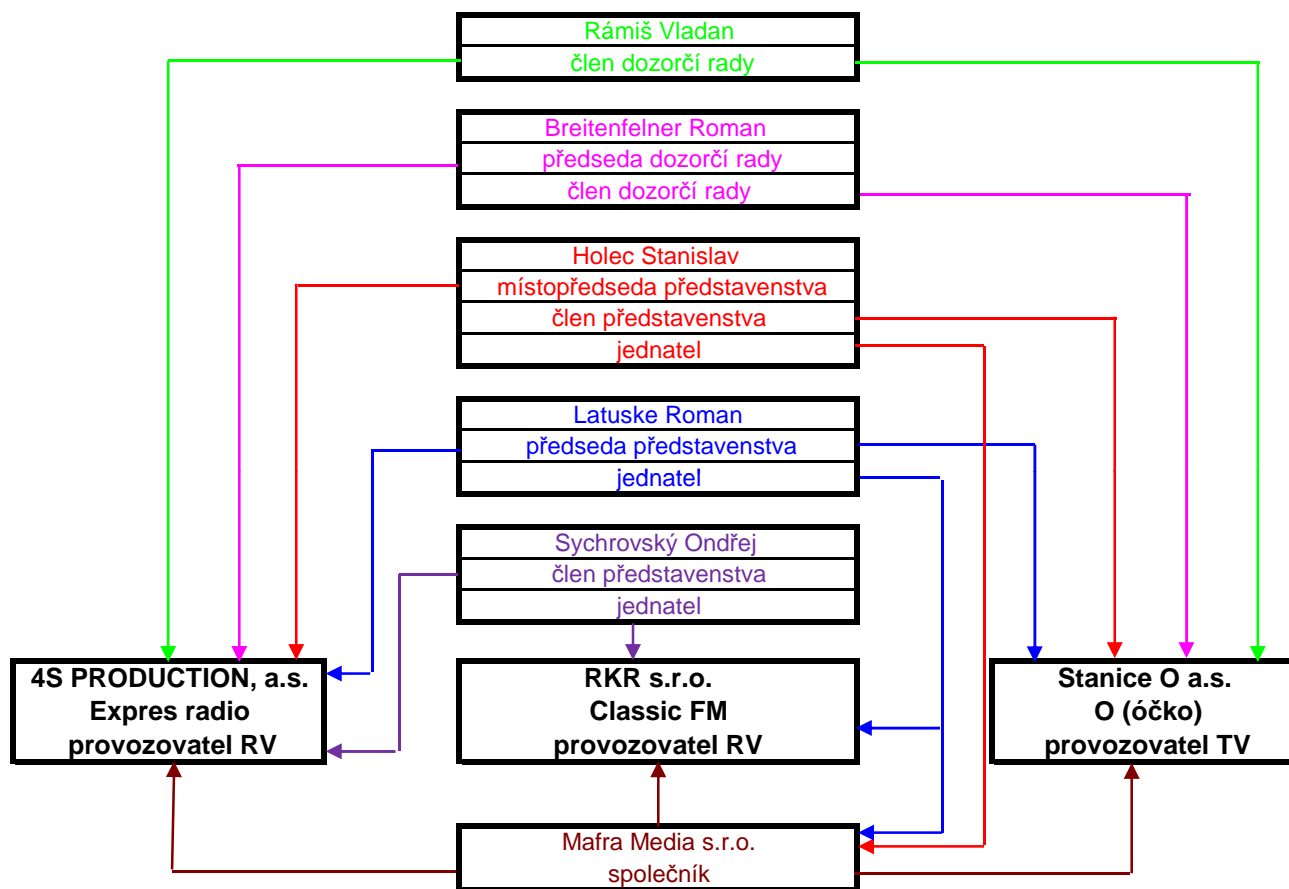 Rámiš Vladan
člen dozorčí rady
Breitenfelner Roman
předseda dozorčí rady
člen dozorčí rady
Holec Stanislav
místopředseda představenstva
člen představenstva
jednatel
Latuske Roman
předseda představenstva
jednatel
Sychrovský Ondřej
člen představenstva
jednatel
4S PRODUCTION, a.s.
Expres radio
provozovatel RV
RKR s.r.o.
Classic FM
provozovatel RV
Stanice O a.s.
O (óčko)
provozovatel TV
Mafra Media s.r.o.
společník